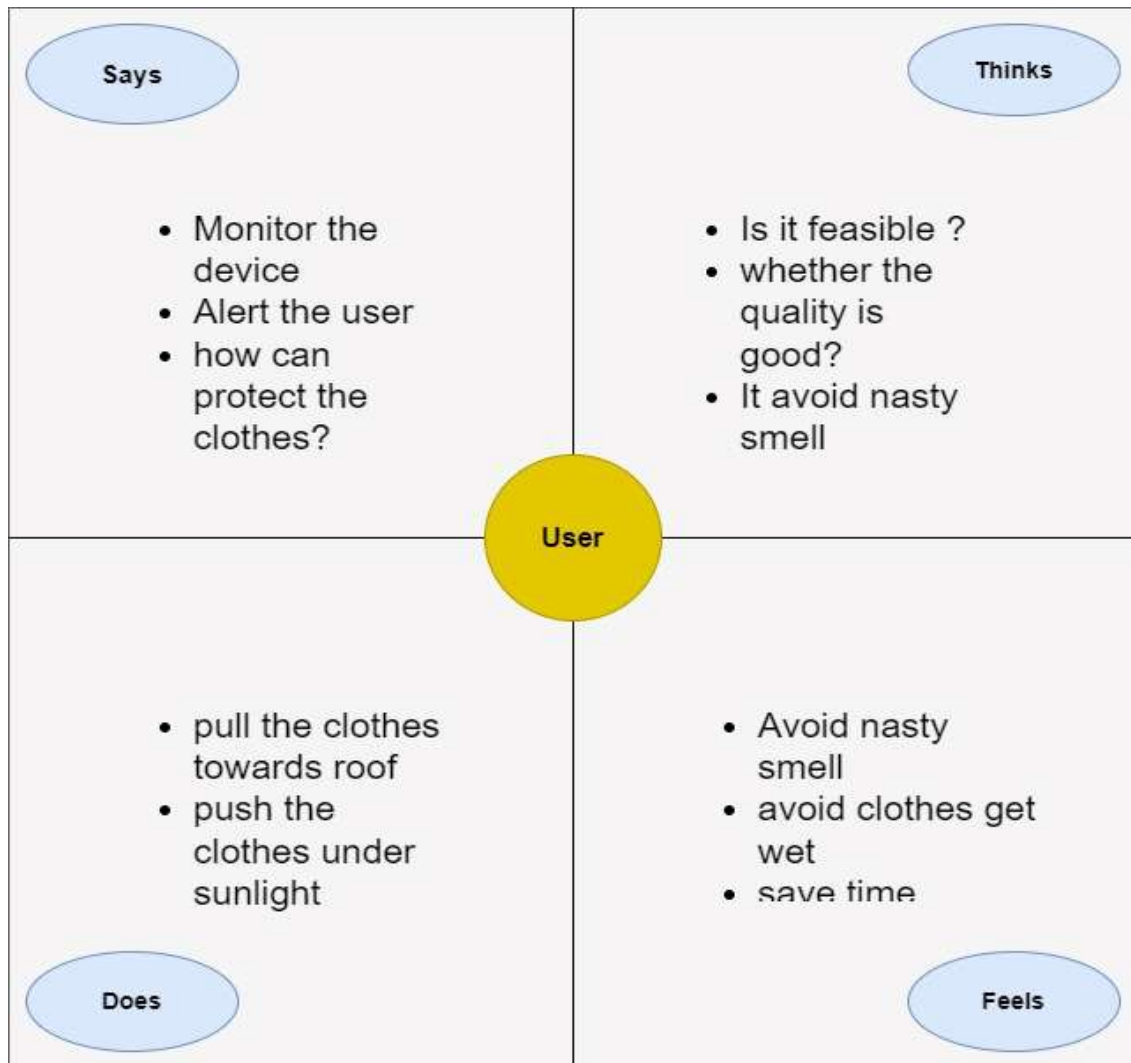 Says
• Monitor the
device
• Alert the user
• how can
protect the
clothes?
Thinks
• Is it feasible ?
• whether the
quality is
good?
• It avoid nasty
smell
User
• pull the clothes
towards roof
• push the
clothes under
sunlight
Does
• Avoid nasty
smell
• avoid clothes get
wet
• save time
Feels